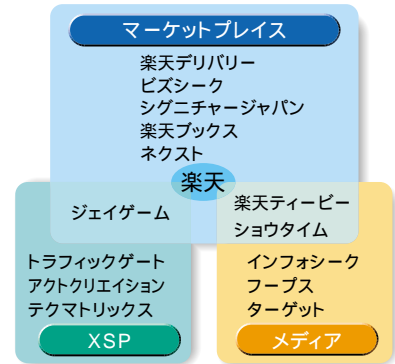 マーケットプレイス
楽天デリバリー
ビズシーク
シグニチャージャパン
楽天ブックス
ネクスト
楽天
ジェイゲーム
楽天ティービー
ショウタイム
トラフィックゲート
アクトクリエイション
テクマトリックス
XSP
インフォシーク
フープス
ターゲット
メディア